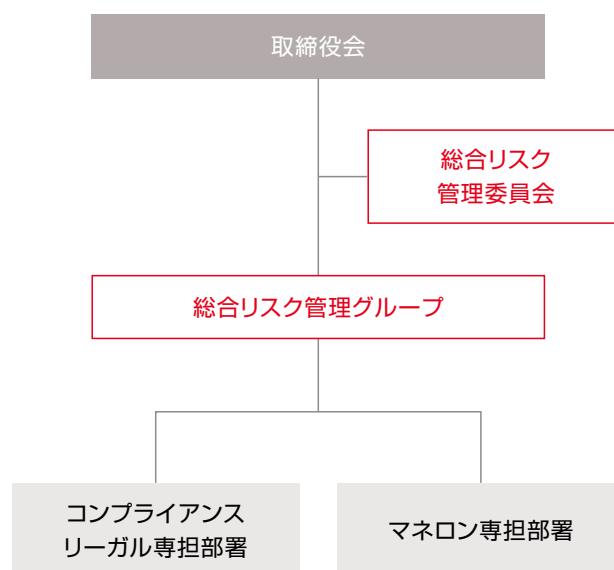 取締役会
総合リスク
管理委員会
総合リスク管理グループ
コンプライアンス
リーガル専担部署
マネロン専担部署